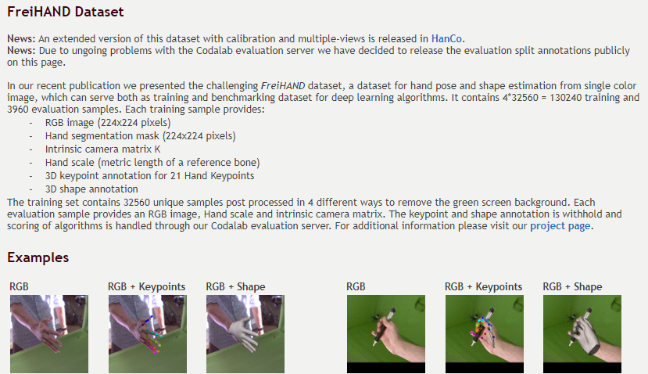 FreiHAND Dataset
News: An extended version of this dataset with calibration and multiple-views is released in HanCo.
News: Due to ungoing problems with the Codalab evaluation server we have decided to release the evaluation split annotations publicly
on this page.
In our recent publication we presented the challenging FreiHAND dataset, a dataset for hand pose and shape estimation from single color
image, which can serve both as training and benchmarking dataset for deep learning algorithms. It contains 4*32560 = 130240 training and
3960 evaluation samples. Each training sample provides:
- RGB image (224x224 pixels)
- Hand segmentation mask (224x224 pixels)
- Intrinsic camera matrix K
- Hand scale (metric length of a reference bone)
- 3D keypoint annotation for 21 Hand Keypoints
- 3D shape annotation
The training set contains 32560 unique samples post processed in 4 different ways to remove the green screen background. Each
evaluation sample provides an RGB image, Hand scale and intrinsic camera matrix. The keypoint and shape annotation is withhold and
scoring of algorithms is handled through our Codalab evaluation server. For additional information please visit our project page.
Examples
RGB RGB + Keypoints RGB + Shape RGB RGB + Keypoints RGB + Shape